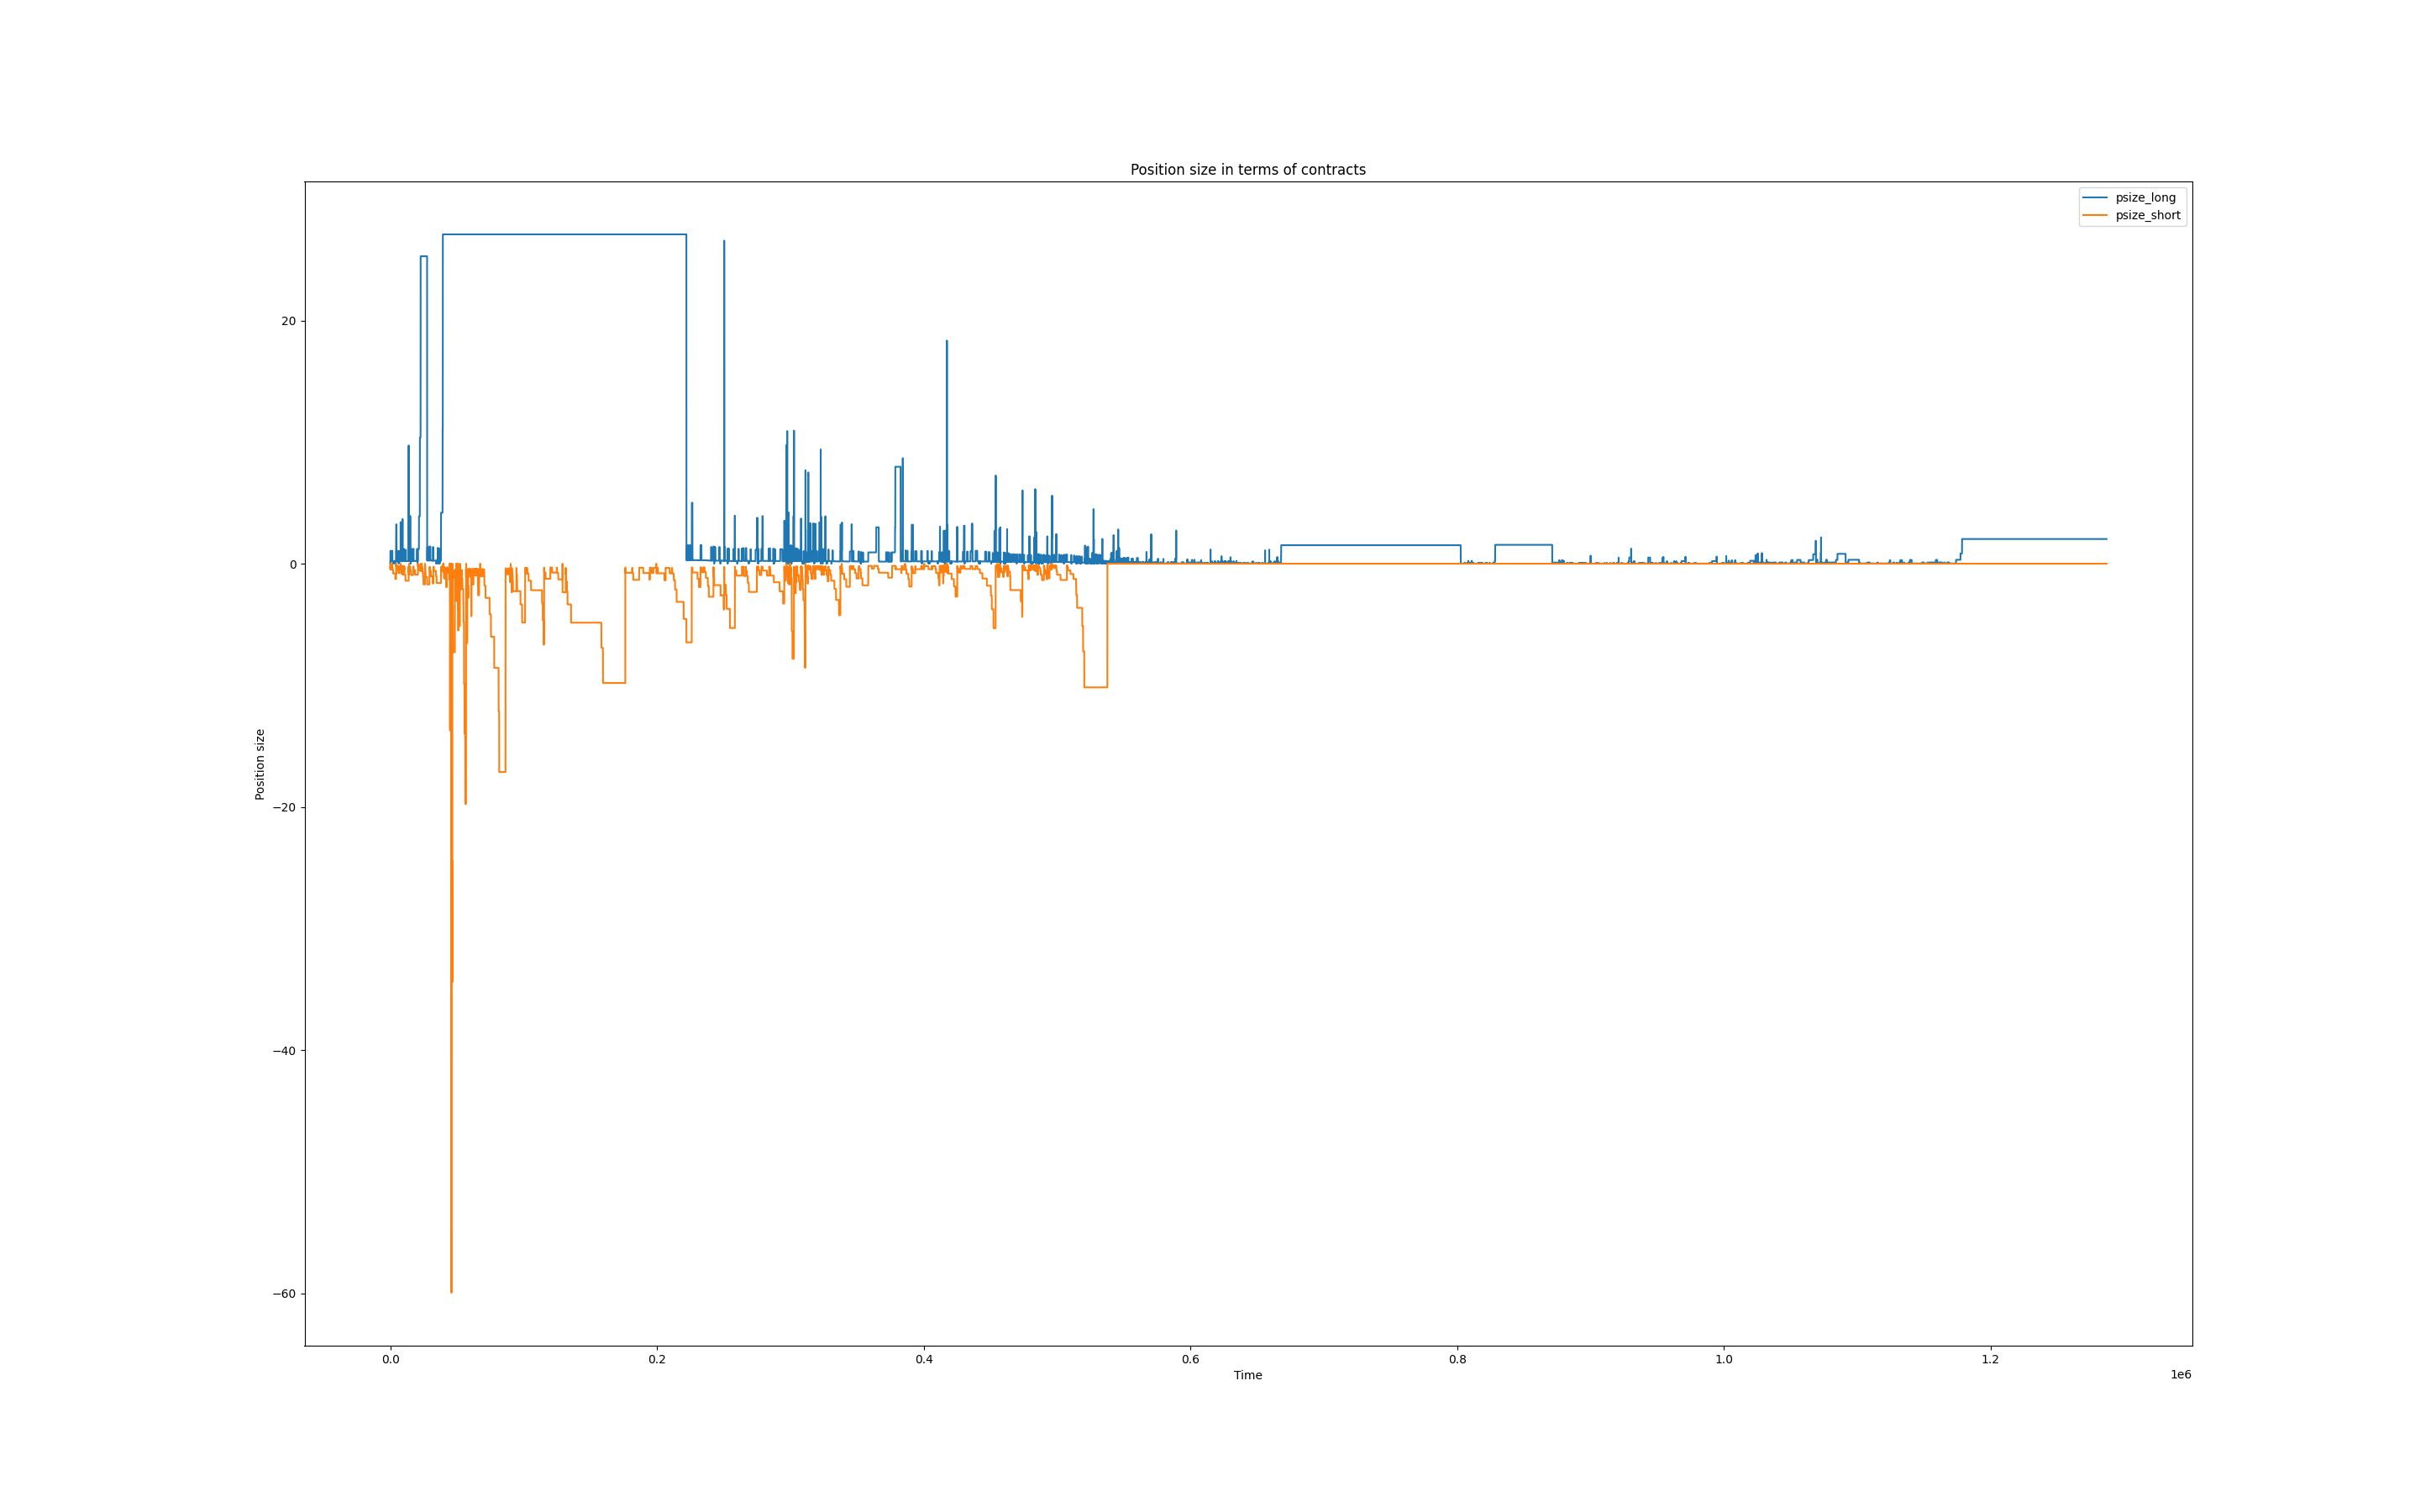 Position size in terms of contracts
psize_long
psize_short
20
0
−20
−40
−60
Position size
0.0 0.2 0.4 0.6 0.8 1.0 1.2
Time
1e6